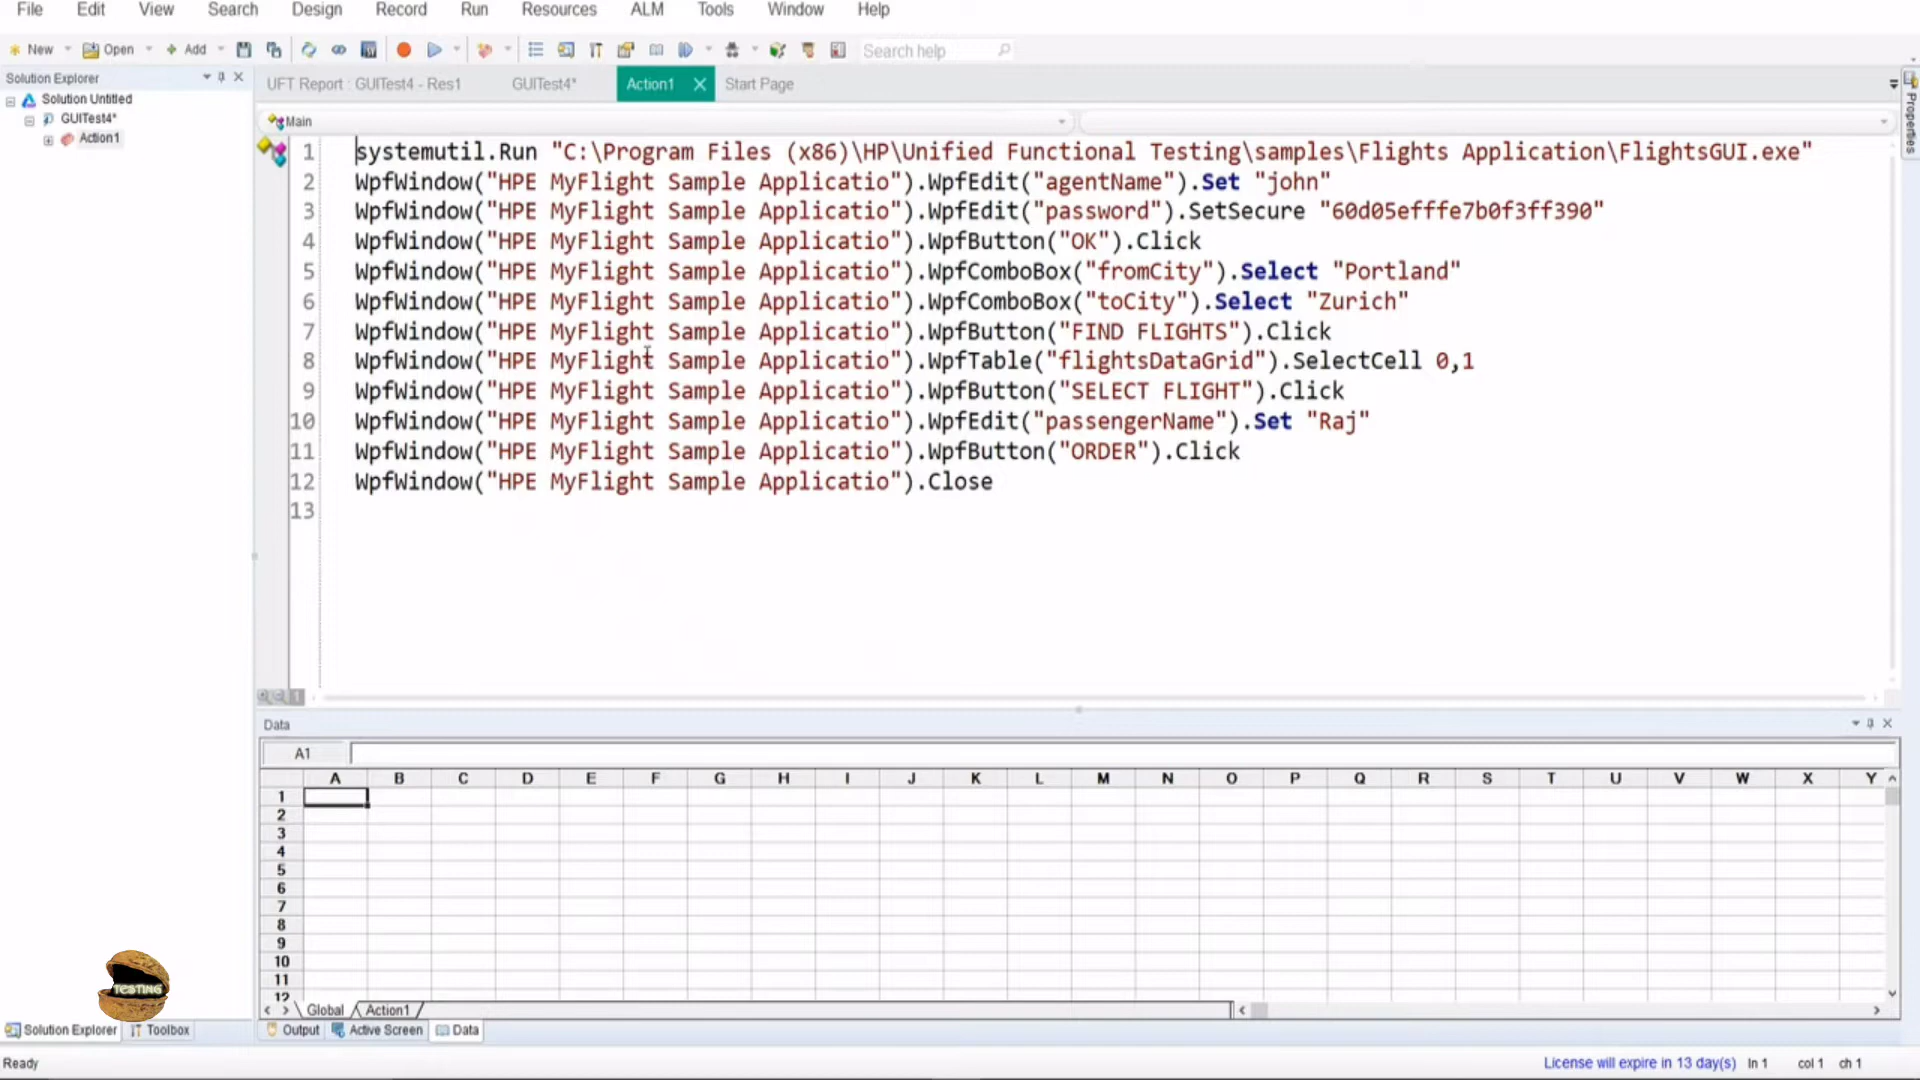 File Edit View Search Design Record Run Resources ALM Tools Window Help
New Open Add Search help
Solution Explorer
Solution Untitled
GUITest4*
Action1
UFT Report : GUITest4 - Res1 GUITest4* Action1 Start Page
Properties
Main
1 systemutil.Run "C:\Program Files (x86)\HP\Unified Functional Testing\samples\Flights Application\FlightsGUI.exe"
2 WpfWindow("HPE MyFlight Sample Applicatio").WpfEdit("agentName").Set "john"
3 WpfWindow("HPE MyFlight Sample Applicatio").WpfEdit("password").SetSecure "60d05efffe7b0f3ff390"
4 WpfWindow("HPE MyFlight Sample Applicatio").WpfButton("OK").Click
5 WpfWindow("HPE MyFlight Sample Applicatio").WpfComboBox("fromCity").Select "Portland"
6 WpfWindow("HPE MyFlight Sample Applicatio").WpfComboBox("toCity").Select "Zurich"
7 WpfWindow("HPE MyFlight Sample Applicatio").WpfButton("FIND FLIGHTS").Click
8 WpfWindow("HPE MyFlight Sample Applicatio").WpfTable("flightsDataGrid").SelectCell 0,1
9 WpfWindow("HPE MyFlight Sample Applicatio").WpfButton("SELECT FLIGHT").Click
10 WpfWindow("HPE MyFlight Sample Applicatio").WpfEdit("passengerName").Set "Raj"
11 WpfWindow("HPE MyFlight Sample Applicatio").WpfButton("ORDER").Click
12 WpfWindow("HPE MyFlight Sample Applicatio").Close
13
Data
A1
A B C D E F G H I J K L M N O P Q R S T U V W X Y
1
2
3
4
5
6
7
8
9
10
11
12
TESTING
Global Action1
Solution Explorer Toolbox Output Active Screen Data
Ready License will expire in 13 day(s) ln 1 col 1 ch 1